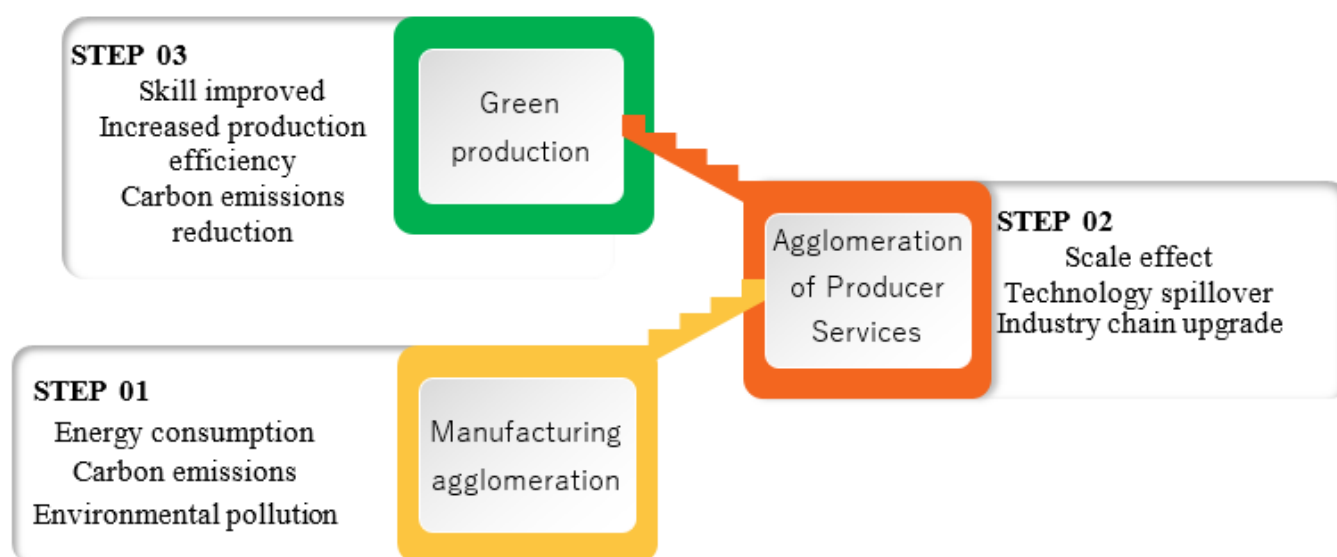 STEP 03
Skill improved
Increased production
efficiency
Carbon emissions
reduction
Green
production
Agglomeration
of Producer
Services
STEP 02
Scale effect
Technology spillover
Industry chain upgrade
STEP 01
Energy consumption
Carbon emissions
Environmental pollution
Manufacturing
agglomeration